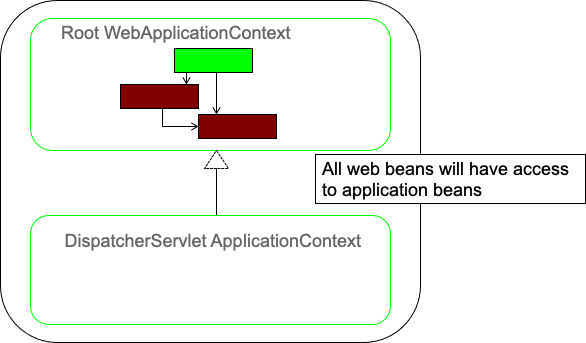 Root WebApplicationContext
All web beans will have access
to application beans
DispatcherServlet ApplicationContext